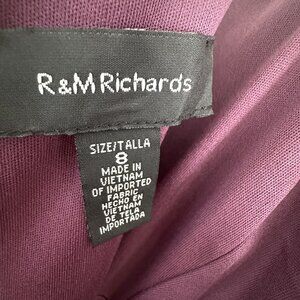 R&M Richards
SIZE/TALLA
8
MADE IN
VIETNAM
OF IMPORTED
FABRIC
HECHO EN
VIETNAM
DE TELA
IMPORTADA